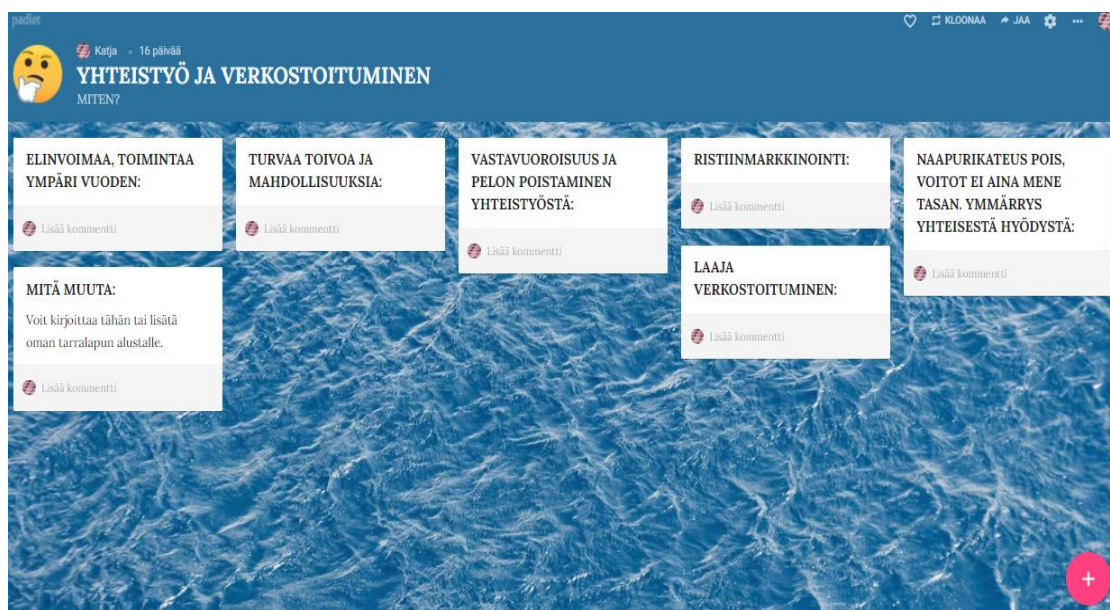 padlet
KLOONAA JAA
Katja 16 päivää
YHTEISTYÖ JA VERKOSTOITUMINEN
MITEN?
ELINVOIMAA, TOIMINTAA
YMPÄRI VUODEN:
Lisää kommentti
MITÄ MUUTA:
Voit kirjoittaa tähän tai lisätä
oman tarralapun alustalle.
Lisää kommentti
TURVAA TOIVOA JA
MAHDOLLISUUKSIA:
Lisää kommentti
VASTAVUOROISUUS JA
PELON POISTAMINEN
YHTEISTYÖSTÄ:
Lisää kommentti
RISTIINMARKKINOINTI:
Lisää kommentti
LAAJA
VERKOSTOITUMINEN:
Lisää kommentti
NAAPURIKATEUS POIS,
VOITOT EI AINA MENE
TASAN. YMMÄRRYS
YHTEISESTÄ HYÖDYSTÄ:
Lisää kommentti